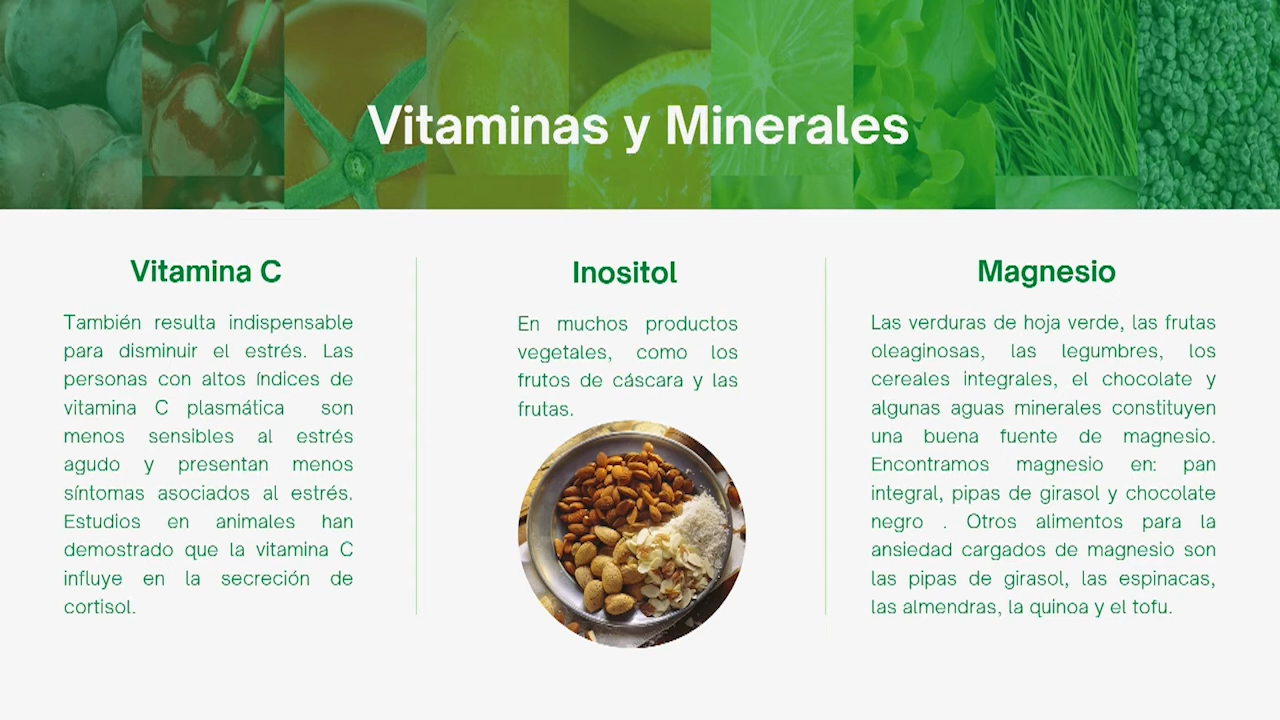 Vitaminas y Minerales
Vitamina C
También resulta indispensable
para disminuir el estrés. Las
personas con altos índices de
vitamina C plasmática son
menos sensibles al estrés
agudo y presentan menos
síntomas asociados al estrés.
Estudios en animales han
demostrado que la vitamina C
influye en la secreción de
cortisol.
Inositol
En muchos productos
vegetales, como los
frutos de cáscara y las
frutas.
Magnesio
Las verduras de hoja verde, las frutas
oleaginosas, las legumbres, los
cereales integrales, el chocolate y
algunas aguas minerales constituyen
una buena fuente de magnesio.
Encontramos magnesio en: pan
integral, pipas de girasol y chocolate
negro . Otros alimentos para la
ansiedad cargados de magnesio son
las pipas de girasol, las espinacas,
las almendras, la quinoa y el tofu.